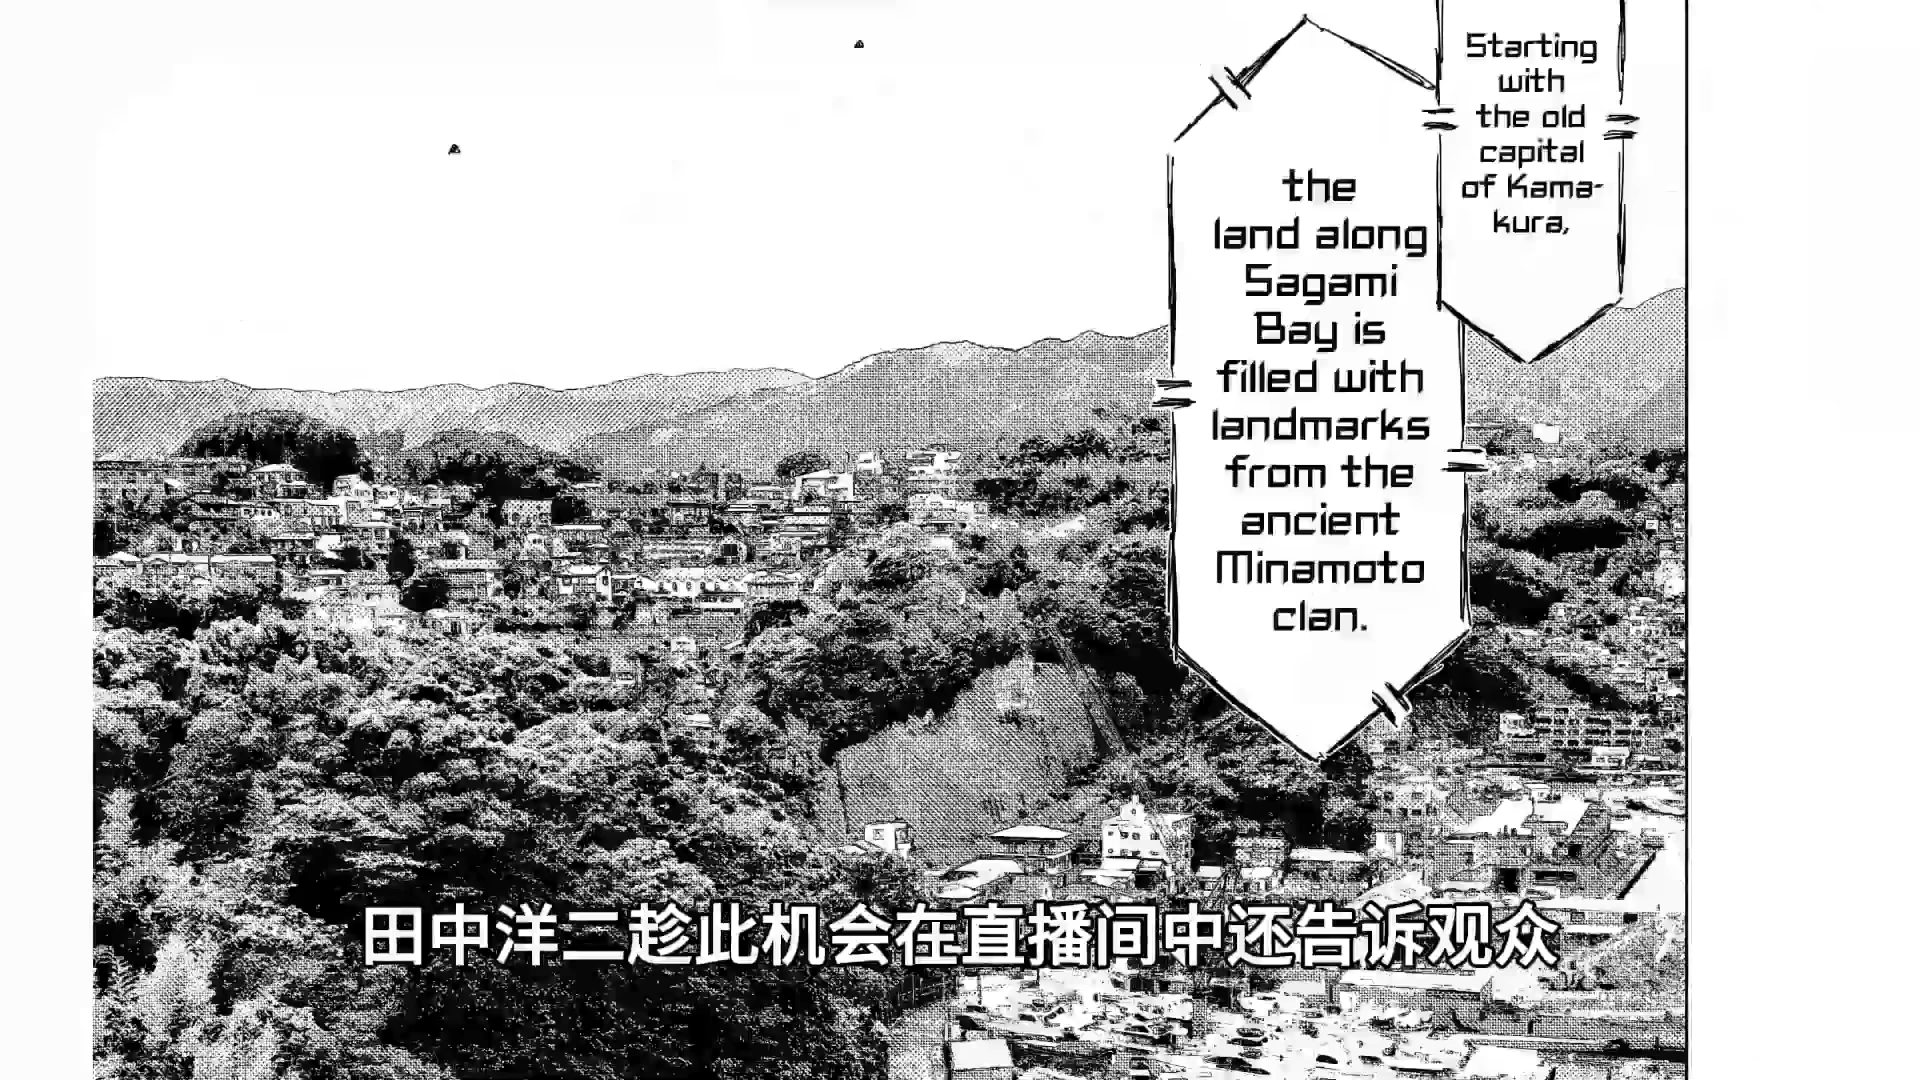 Starting
with
the old
capital
of Kama-
kura,
the
land along
Sagami
Bay is
filled with
landmarks
from the
ancient
Minamoto
clan.
田中洋二趁此机会在直播间中还告诉观众